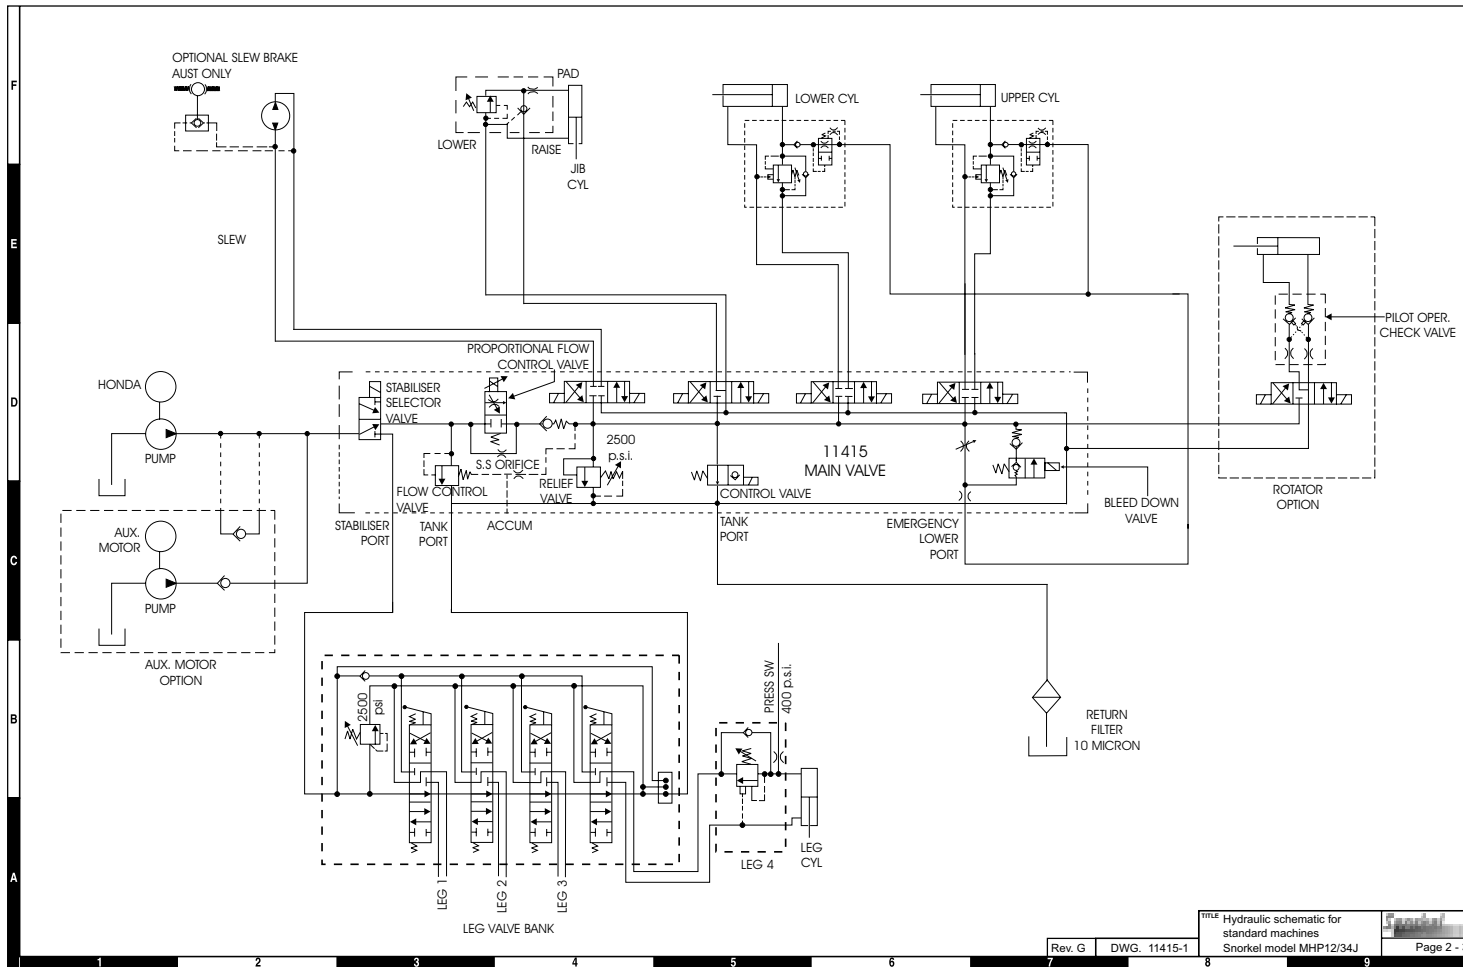 OPTIONAL SLEW BRAKE
AUST ONLY
PAD
LOWER
RAISE
JIB
CYL
LOWER CYL
UPPER CYL
SLEW
PILOT OPER.
CHECK VALVE
ROTATOR
OPTION
PROPORTIONAL FLOW
CONTROL VALVE
HONDA
STABILISER
SELECTOR
VALVE
PUMP
S.S ORIFICE
2500
p.s.i.
11415
MAIN VALVE
FLOW CONTROL
VALVE
RELIEF
VALVE
CONTROL VALVE
BLEED DOWN
VALVE
STABILISER
PORT
TANK
PORT
ACCUM
TANK
PORT
EMERGENCY
LOWER
PORT
AUX.
MOTOR
PUMP
AUX. MOTOR
OPTION
2500
psi
PRESS SW
400 p.s.i.
RETURN
FILTER
10 MICRON
LEG 4
LEG
CYL
LEG 1
LEG 2
LEG 3
LEG VALVE BANK
F
E
D
C
B
A
1
2
3
4
5
6
7
8
9
Rev. G
DWG. 11415-1
TITLE
Hydraulic schematic for
standard machines
Snorkel model MHP12/34J
Snorkel
Page 2 -